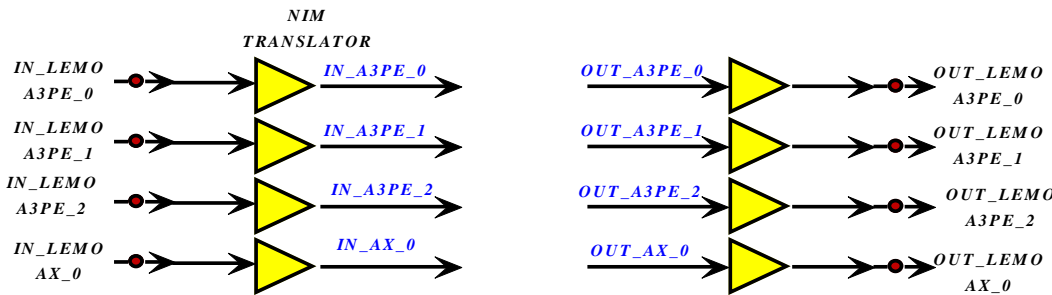 NIM
TRANSLATOR
IN_LEMO
A3PE_0
IN_A3PE_0
OUT_A3PE_0
OUT_LEMO
A3PE_0
IN_LEMO
A3PE_1
IN_A3PE_1
OUT_A3PE_1
OUT_LEMO
A3PE_1
IN_LEMO
A3PE_2
IN_A3PE_2
OUT_A3PE_2
OUT_LEMO
A3PE_2
IN_LEMO
AX_0
IN_AX_0
OUT_AX_0
OUT_LEMO
AX_0